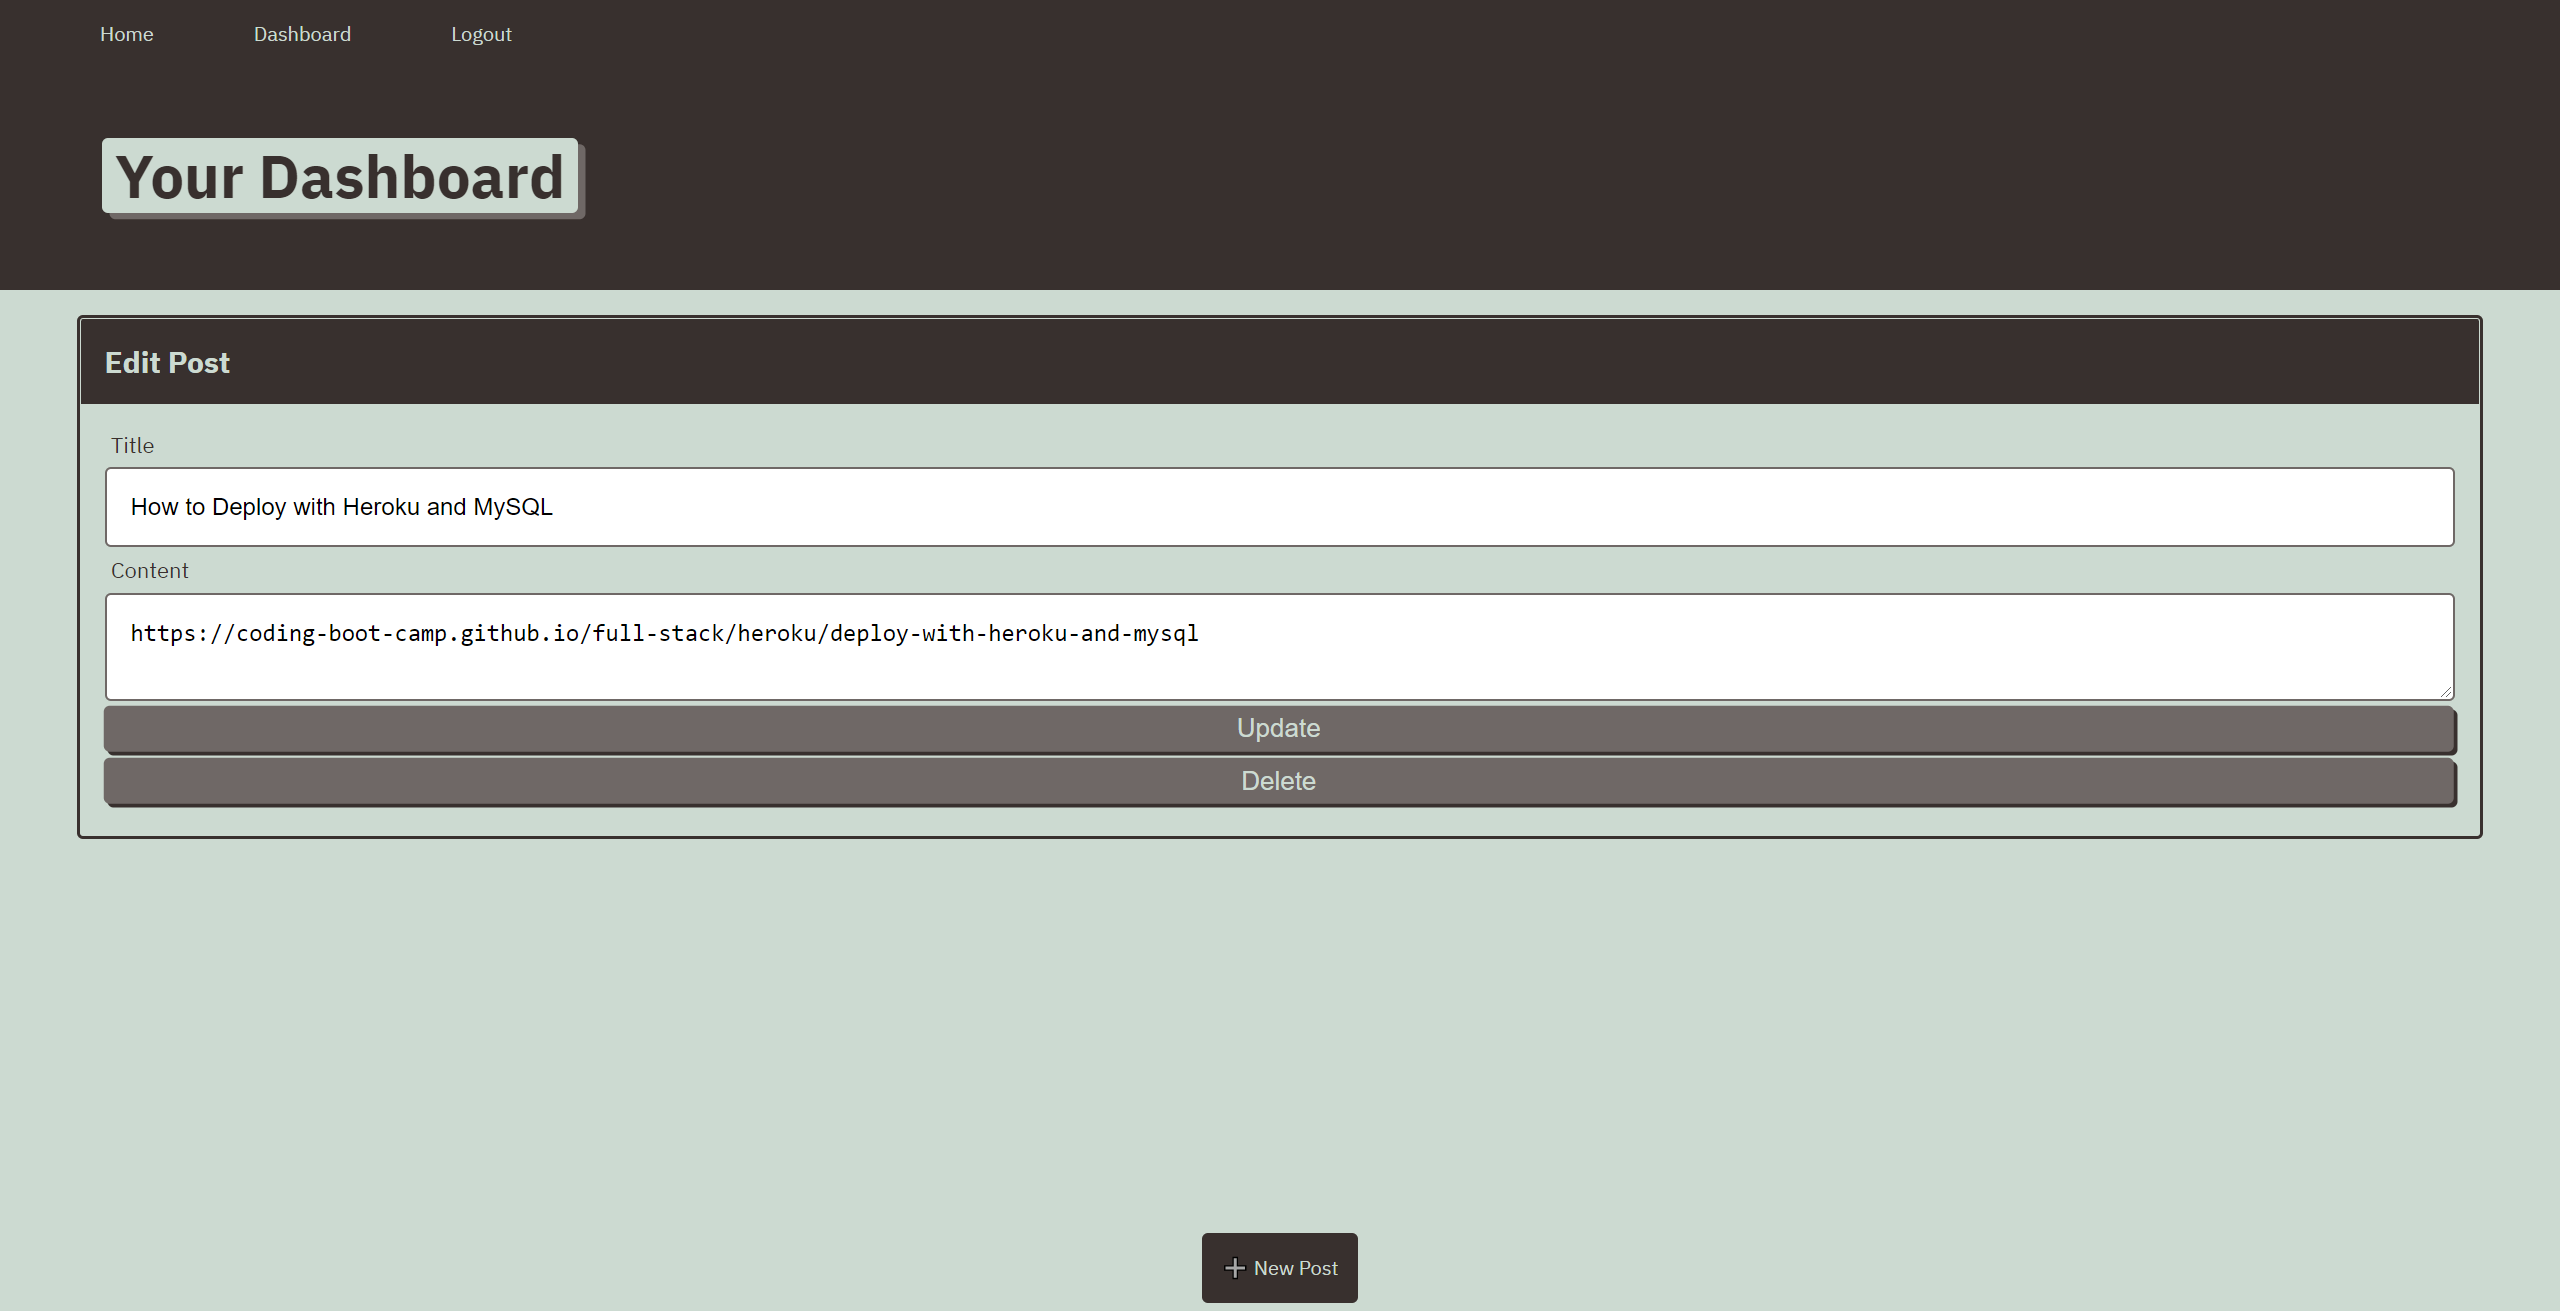 Home Dashboard Logout
Your Dashboard
Edit Post
Title
How to Deploy with Heroku and MySQL
Content
https://coding-boot-camp.github.io/full-stack/heroku/deploy-with-heroku-and-mysql
Update
Delete
New Post